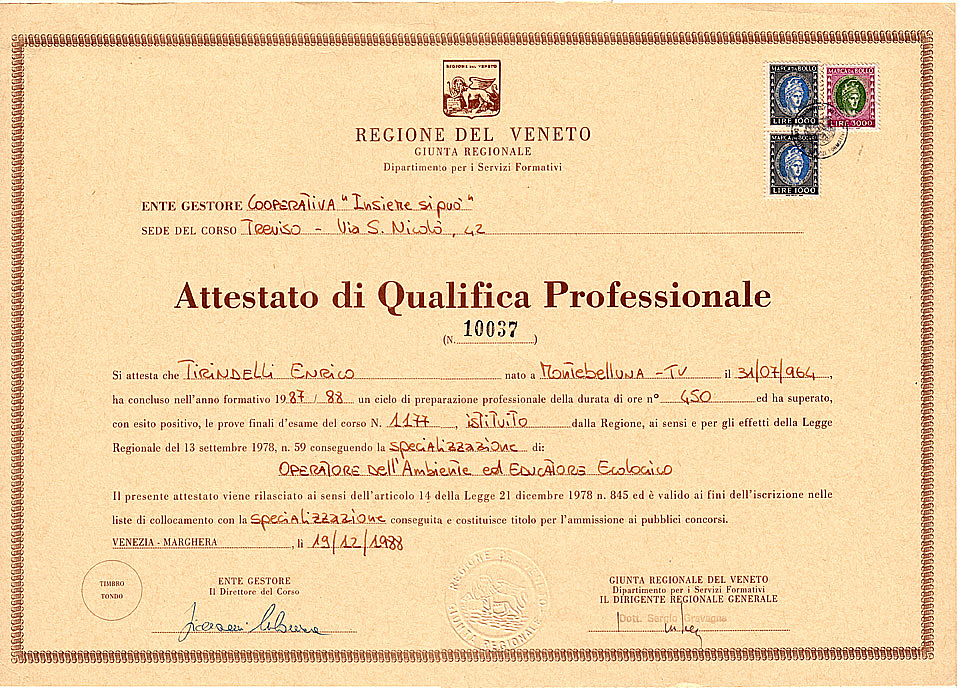 REGIONE DEL VENETO
MARCA DA BOLLO
LIRE 1000
MARCA DA BOLLO
LIRE 3000
MARCA DA BOLLO
LIRE 1000
REGIONE DEL VENETO
GIUNTA REGIONALE
Dipartimento per i Servizi Formativi
ENTE GESTORE COOPERATIVA "Insieme si può"
SEDE DEL CORSO Treviso - Via S. Nicolò, 42
Attestato di Qualifica Professionale
(N. 10037)
Si attesta che TIRINDELLI ENRICO nato a Montebelluna - TV il 31/07/964,
ha concluso nell'anno formativo 1987/88 un ciclo di preparazione professionale della durata di ore n° 450 ed ha superato,
con esito positivo, le prove finali d'esame del corso N. 1177, istituito dalla Regione, ai sensi e per gli effetti della Legge
Regionale del 13 settembre 1978, n. 59 conseguendo la specializzazione di:
OPERATORE dell'Ambiente ed EDUCATORE Ecologico
Il presente attestato viene rilasciato ai sensi dell'articolo 14 della Legge 21 dicembre 1978 n. 845 ed è valido ai fini dell'iscrizione nelle
liste di collocamento con la specializzazione conseguita e costituisce titolo per l'ammissione ai pubblici concorsi.
VENEZIA - MARGHERA, lì 19/12/1988
TIMBRO
TONDO
ENTE GESTORE
Il Direttore del Corso
REGIONE DEL VENETO
GIUNTA REGIONALE
GIUNTA REGIONALE DEL VENETO
Dipartimento per i Servizi Formativi
IL DIRIGENTE REGIONALE GENERALE
Dott. Sergio Gravagna